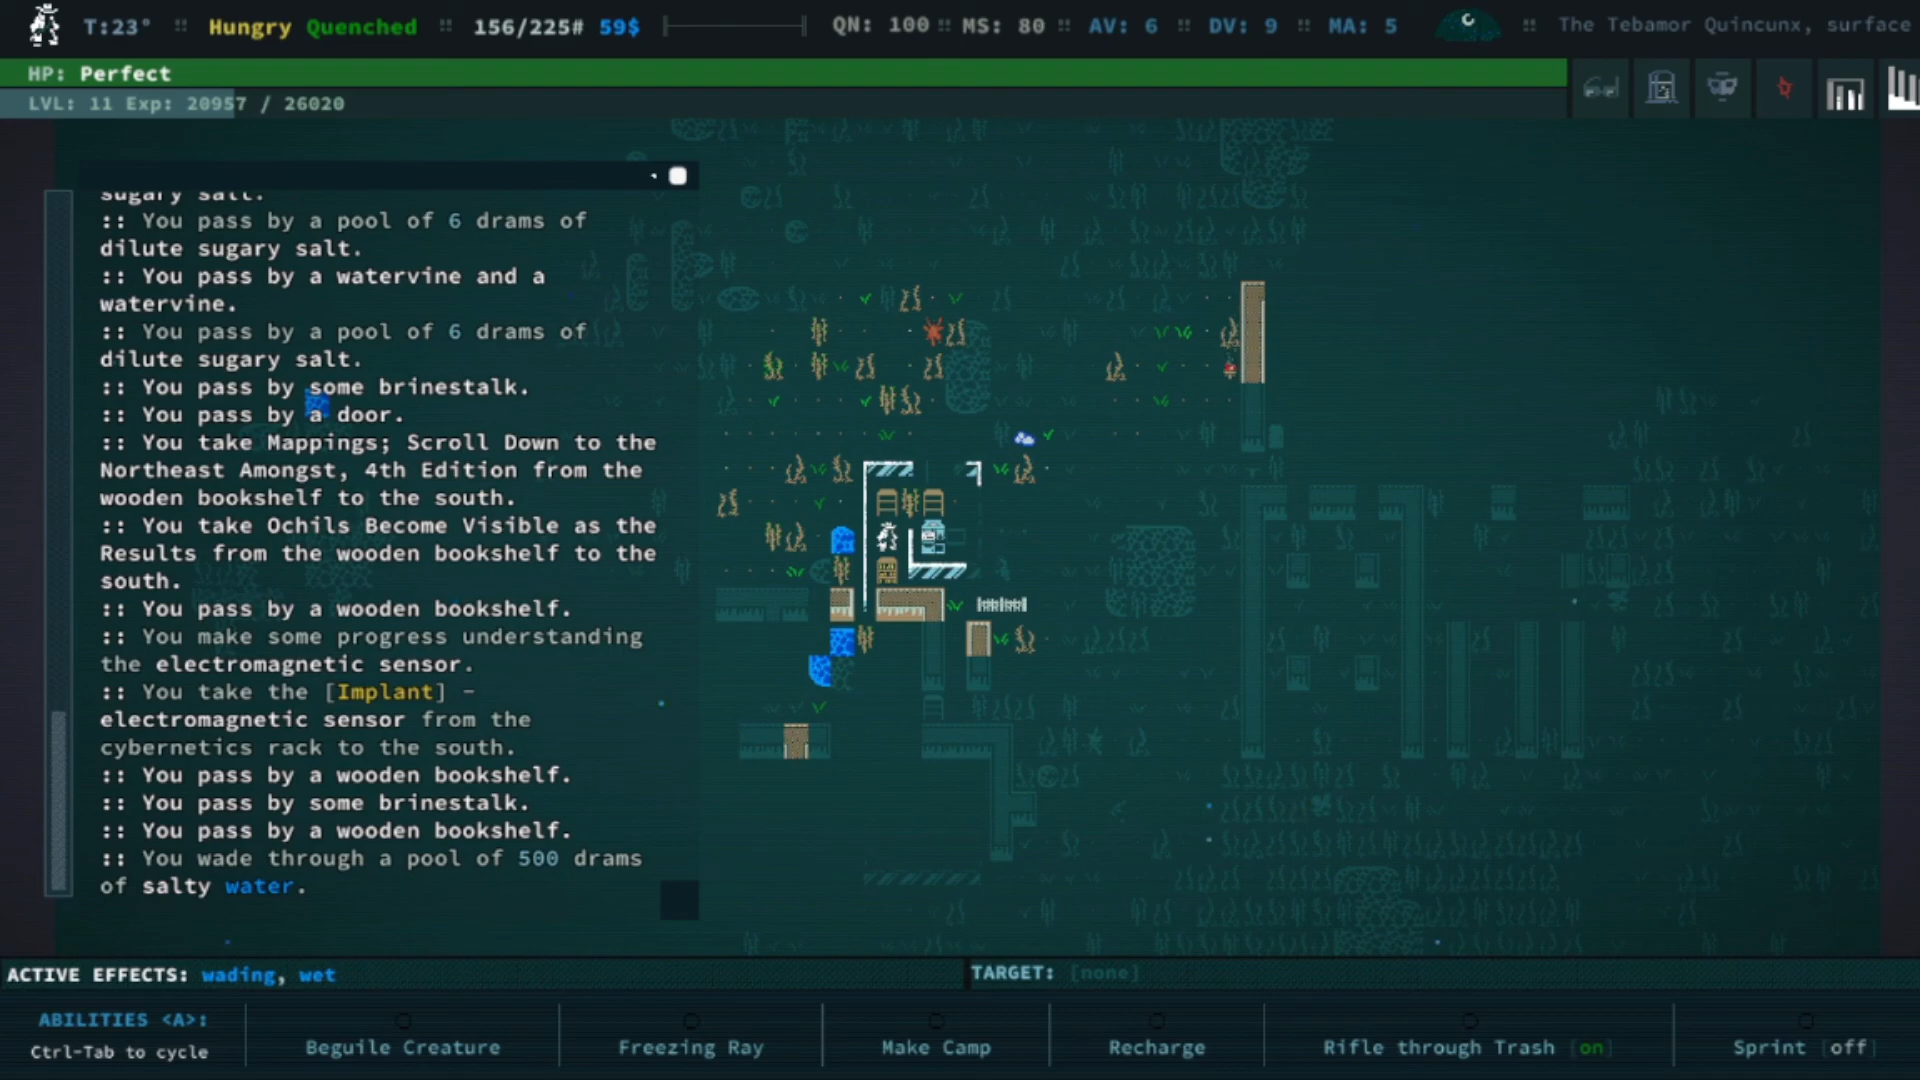 T:23° :: Hungry Quenched :: 156/225# 59$ QN: 100 :: MS: 80 :: AV: 6 :: DV: 9 :: MA: 5 :: The Tebamor Quincunx, surface
HP: Perfect
LVL: 11 Exp: 20957 / 26020
sugary salt.
:: You pass by a pool of 6 drams of
dilute sugary salt.
:: You pass by a watervine and a
watervine.
:: You pass by a pool of 6 drams of
dilute sugary salt.
:: You pass by some brinestalk.
:: You pass by a door.
:: You take Mappings; Scroll Down to the
Northeast Amongst, 4th Edition from the
wooden bookshelf to the south.
:: You take Ochils Become Visible as the
Results from the wooden bookshelf to the
south.
:: You pass by a wooden bookshelf.
:: You make some progress understanding
the electromagnetic sensor.
:: You take the [Implant] -
electromagnetic sensor from the
cybernetics rack to the south.
:: You pass by a wooden bookshelf.
:: You pass by some brinestalk.
:: You pass by a wooden bookshelf.
:: You wade through a pool of 500 drams
of salty water.
ACTIVE EFFECTS: wading, wet
TARGET: [none]
ABILITIES <A>:
Ctrl-Tab to cycle
Beguile Creature
Freezing Ray
Make Camp
Recharge
Rifle through Trash [on]
Sprint [off]